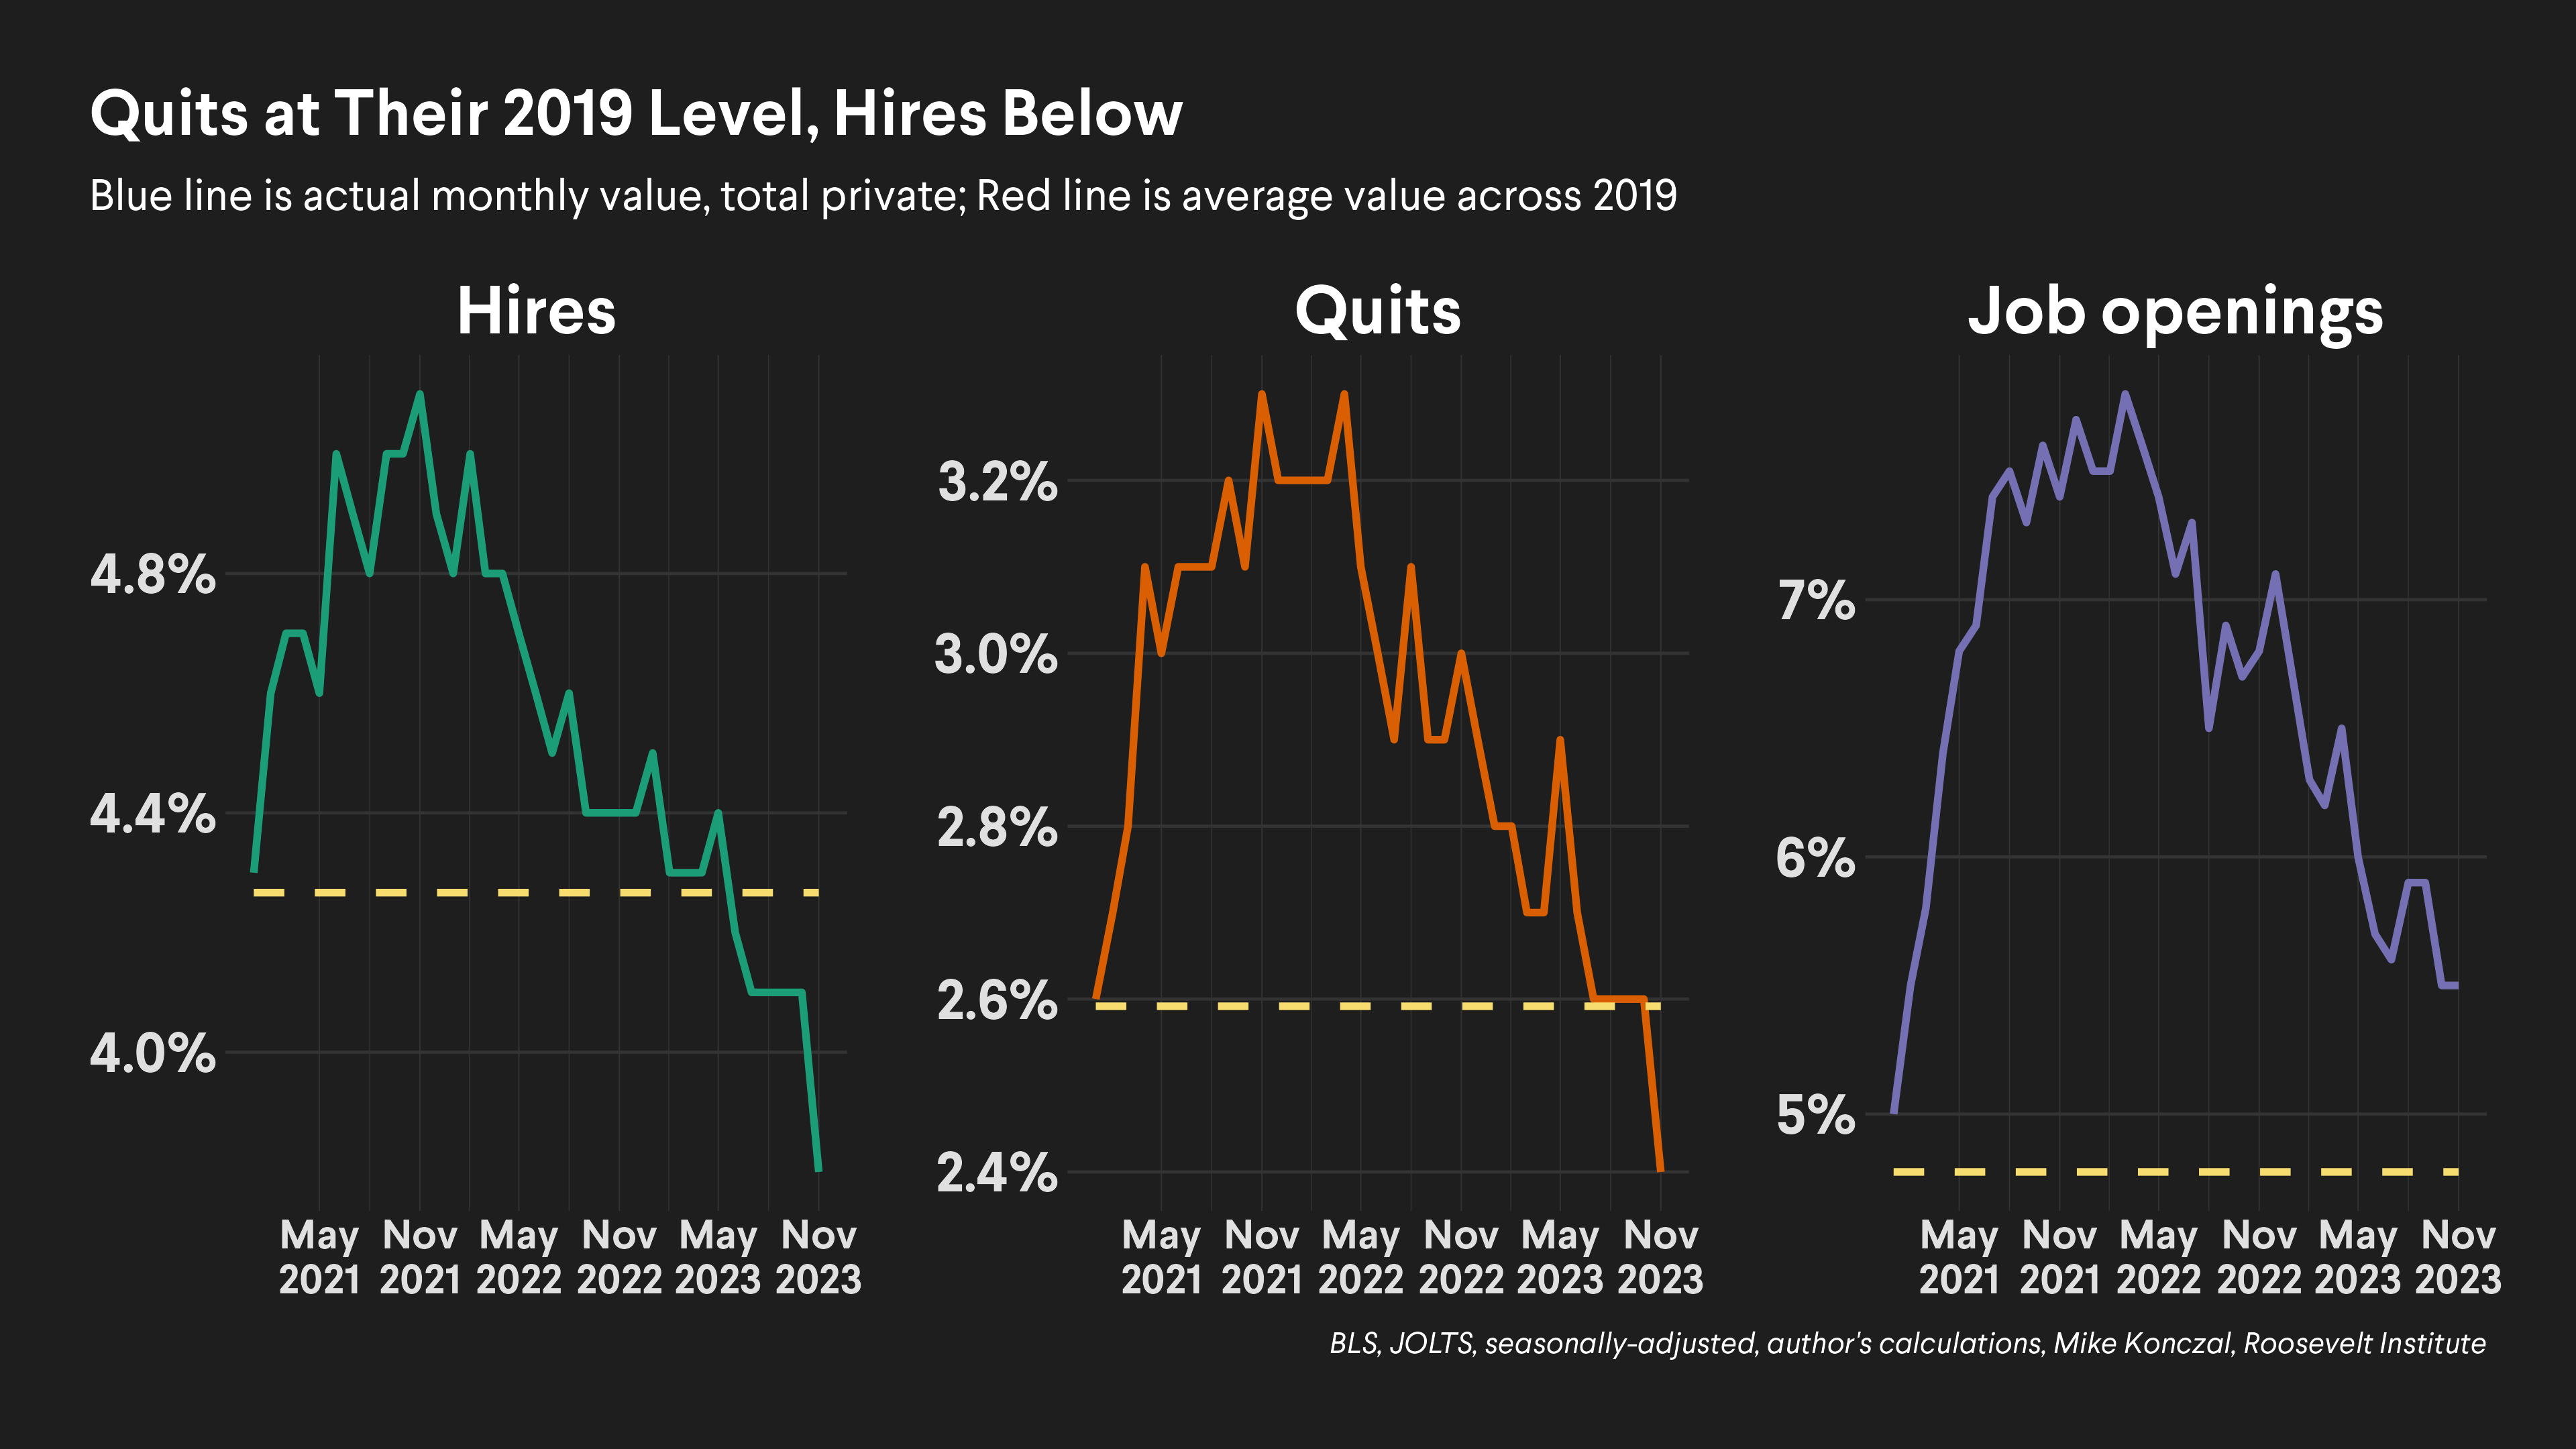 Quits at Their 2019 Level, Hires Below
Blue line is actual monthly value, total private; Red line is average value across 2019
Hires
4.8%
4.4%
4.0%
May Nov May Nov May Nov
2021 2021 2022 2022 2023 2023
Quits
3.2%
3.0%
2.8%
2.6%
2.4%
May Nov May Nov May Nov
2021 2021 2022 2022 2023 2023
Job openings
7%
6%
5%
May Nov May Nov May Nov
2021 2021 2022 2022 2023 2023
BLS, JOLTS, seasonally-adjusted, author's calculations, Mike Konczal, Roosevelt Institute